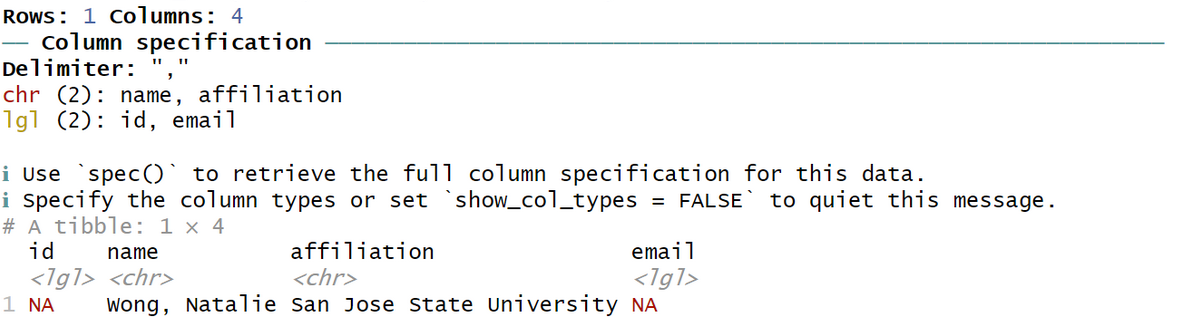 Rows: 1 Columns: 4
── Column specification ────────────────────────────────────────
Delimiter: ","
chr (2): name, affiliation
lgl (2): id, email
ℹ Use `spec()` to retrieve the full column specification for this data.
ℹ Specify the column types or set `show_col_types = FALSE` to quiet this message.
# A tibble: 1 × 4
  id    name          affiliation               email
  <lgl> <chr>         <chr>                     <lgl>
1 NA    Wong, Natalie San Jose State University NA